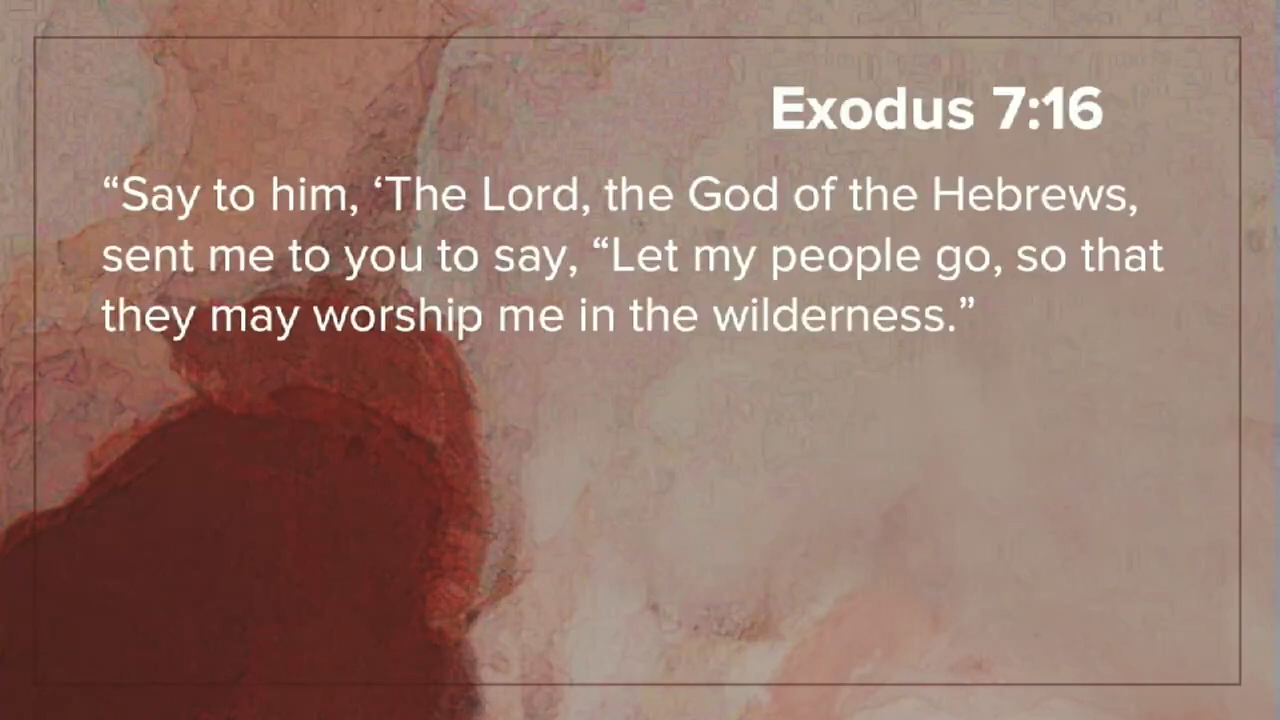 Exodus 7:16
“Say to him, ‘The Lord, the God of the Hebrews,
sent me to you to say, “Let my people go, so that
they may worship me in the wilderness.”